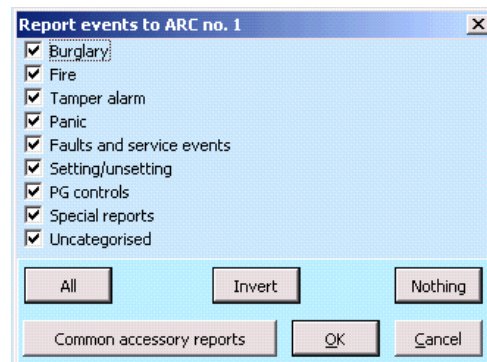 Report events to ARC no. 1
Burglary
Fire
Tamper alarm
Panic
Faults and service events
Setting/unsetting
PG controls
Special reports
Uncategorised
All Invert Nothing
Common accessory reports OK Cancel